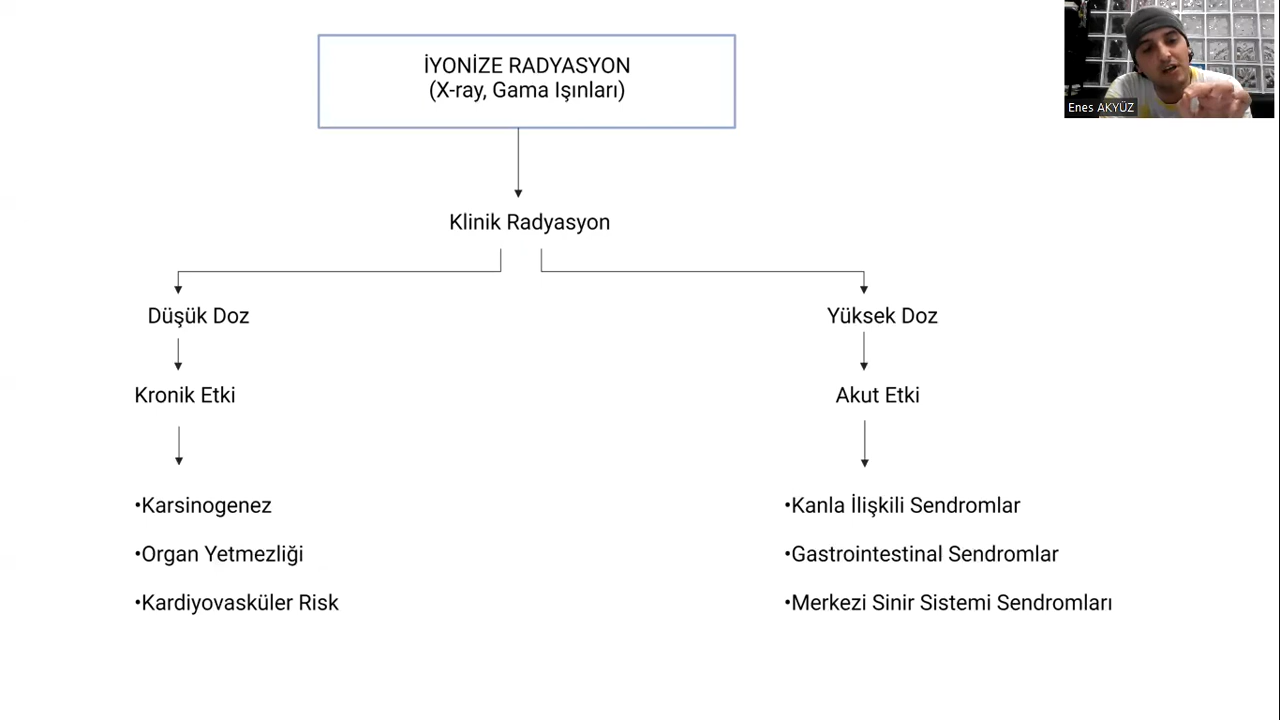 İYONİZE RADYASYON
(X-ray, Gama Işınları)
Enes AKYÜZ
Klinik Radyasyon
Düşük Doz
Yüksek Doz
Kronik Etki
Akut Etki
•Karsinogenez
•Organ Yetmezliği
•Kardiyovasküler Risk
•Kanla İlişkili Sendromlar
•Gastrointestinal Sendromlar
•Merkezi Sinir Sistemi Sendromları